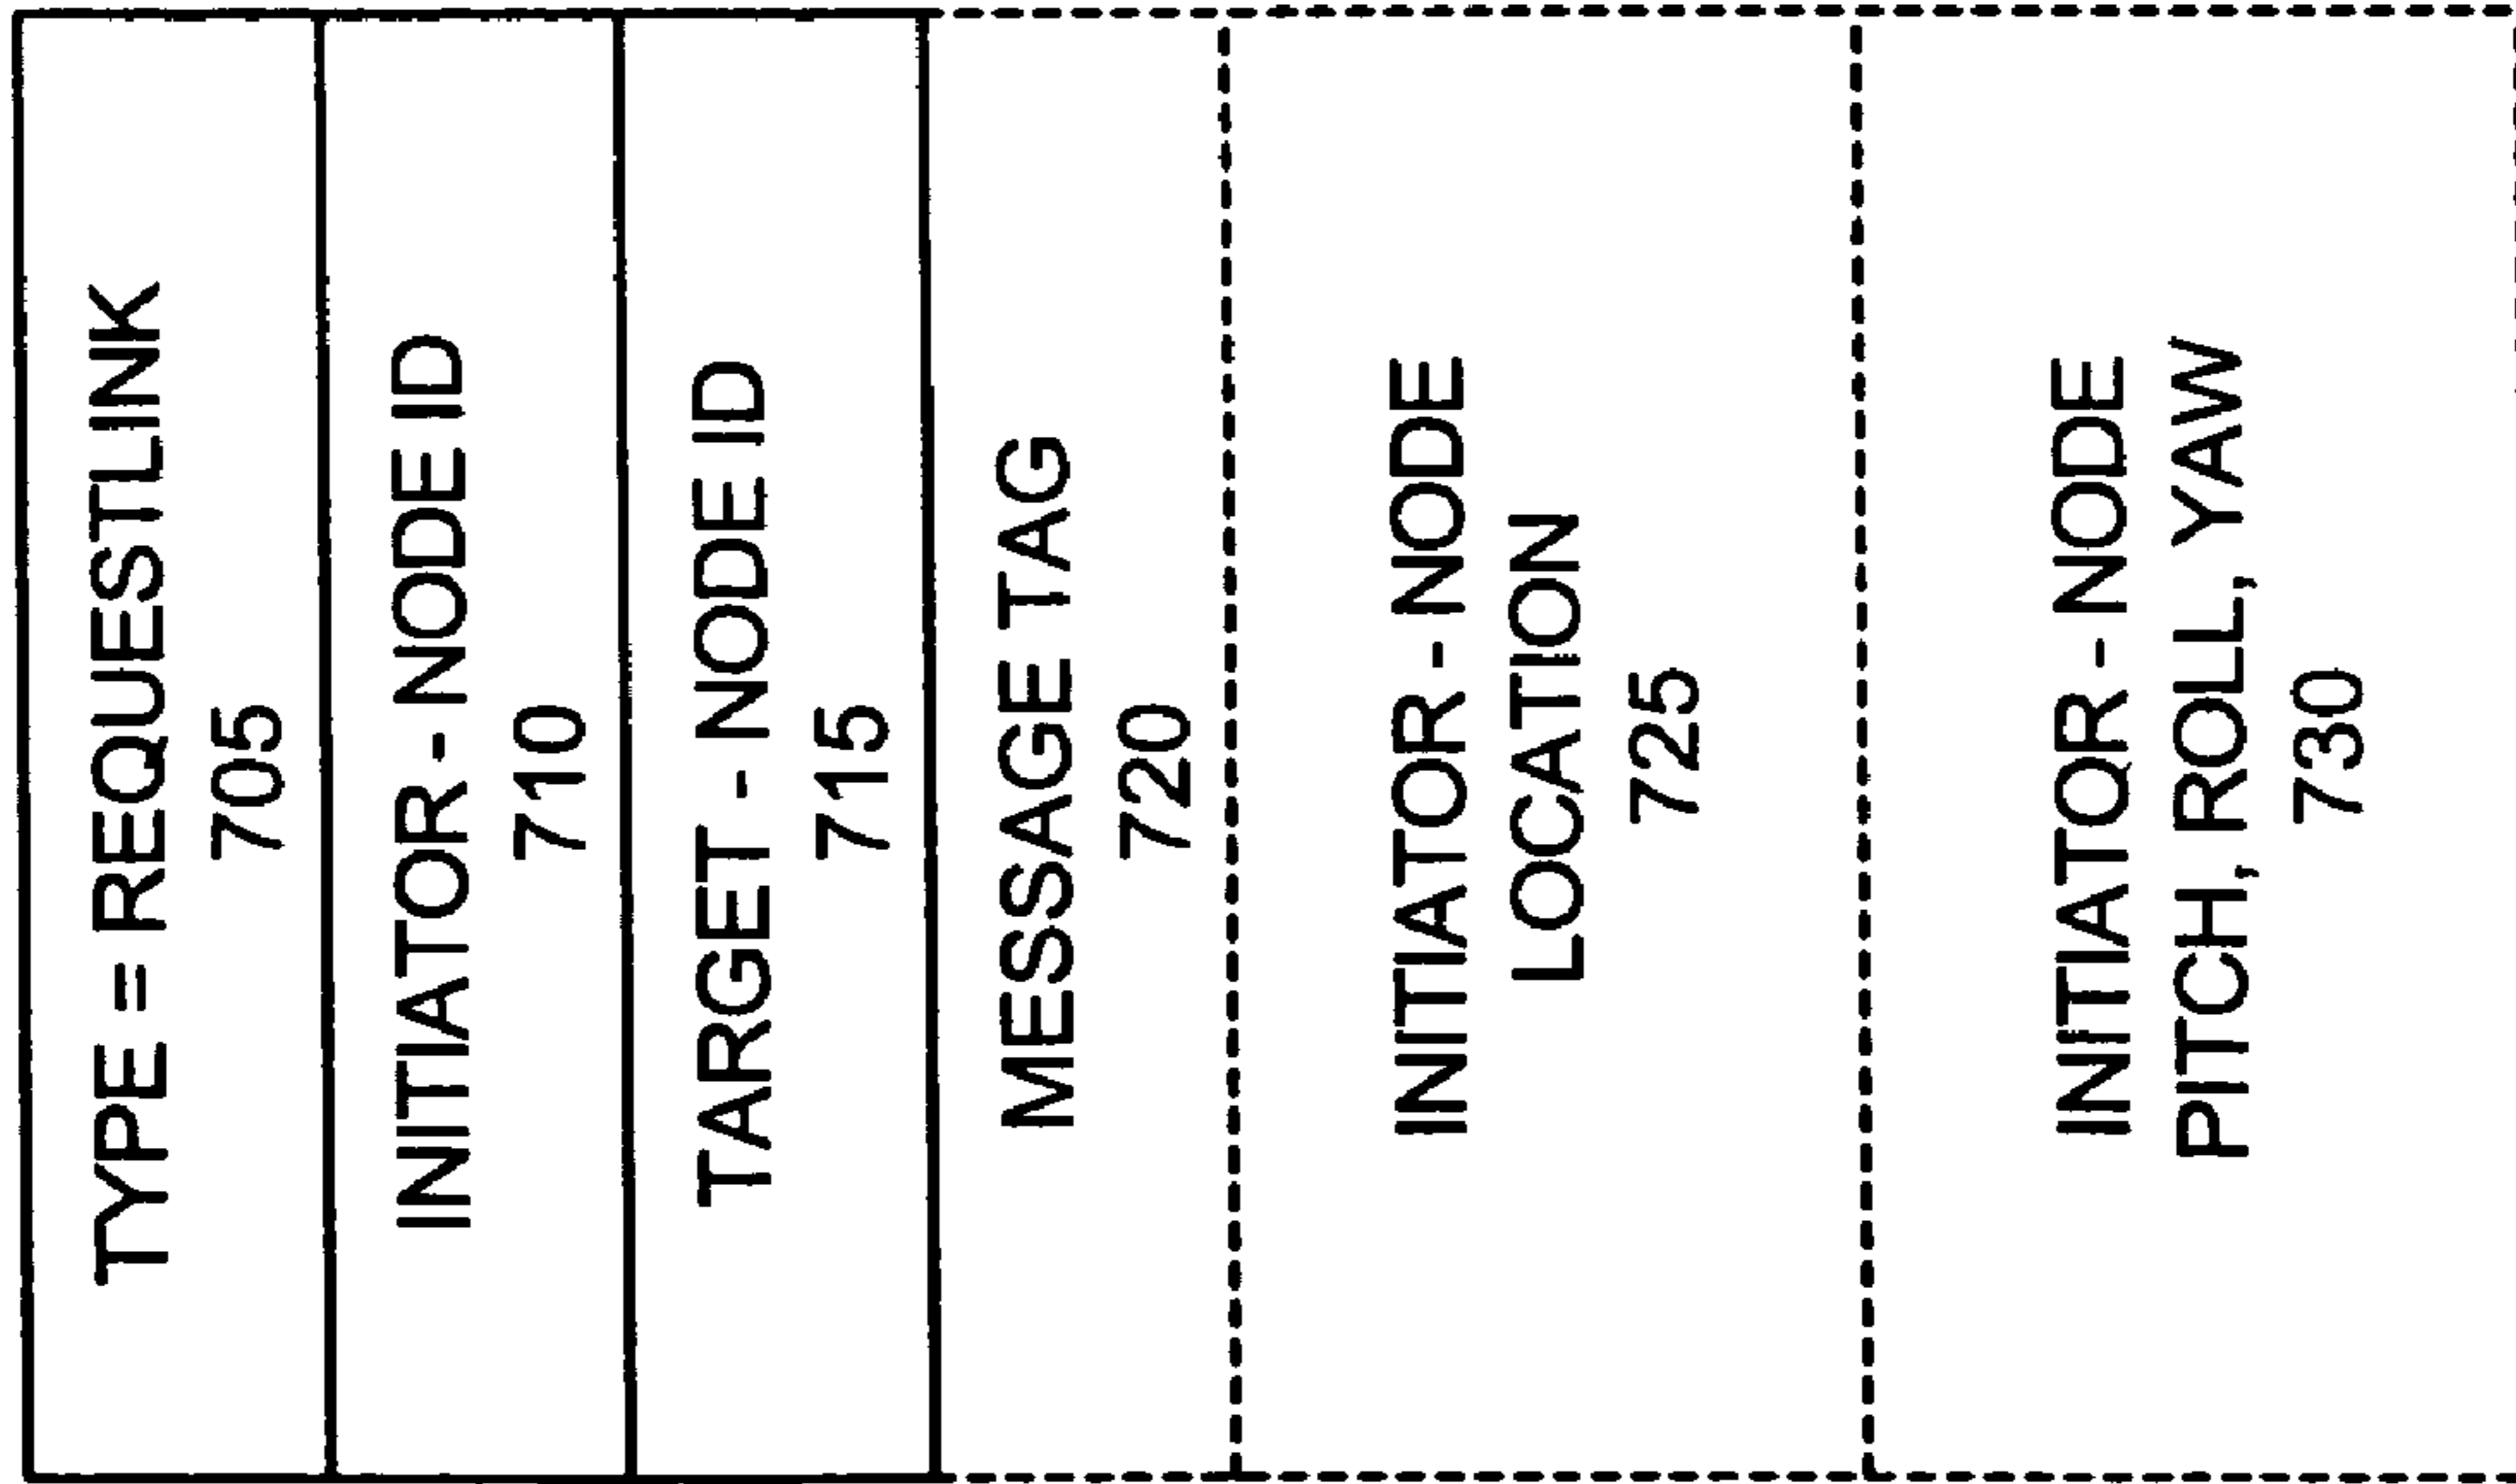 TYPE = REQUESTLINK
705
INITIATOR - NODE ID
710
TARGET - NODE ID
715
MESSAGE TAG
720
INITIATOR - NODE
LOCATION
725
INITIATOR - NODE
PITCH, ROLL, YAW
730